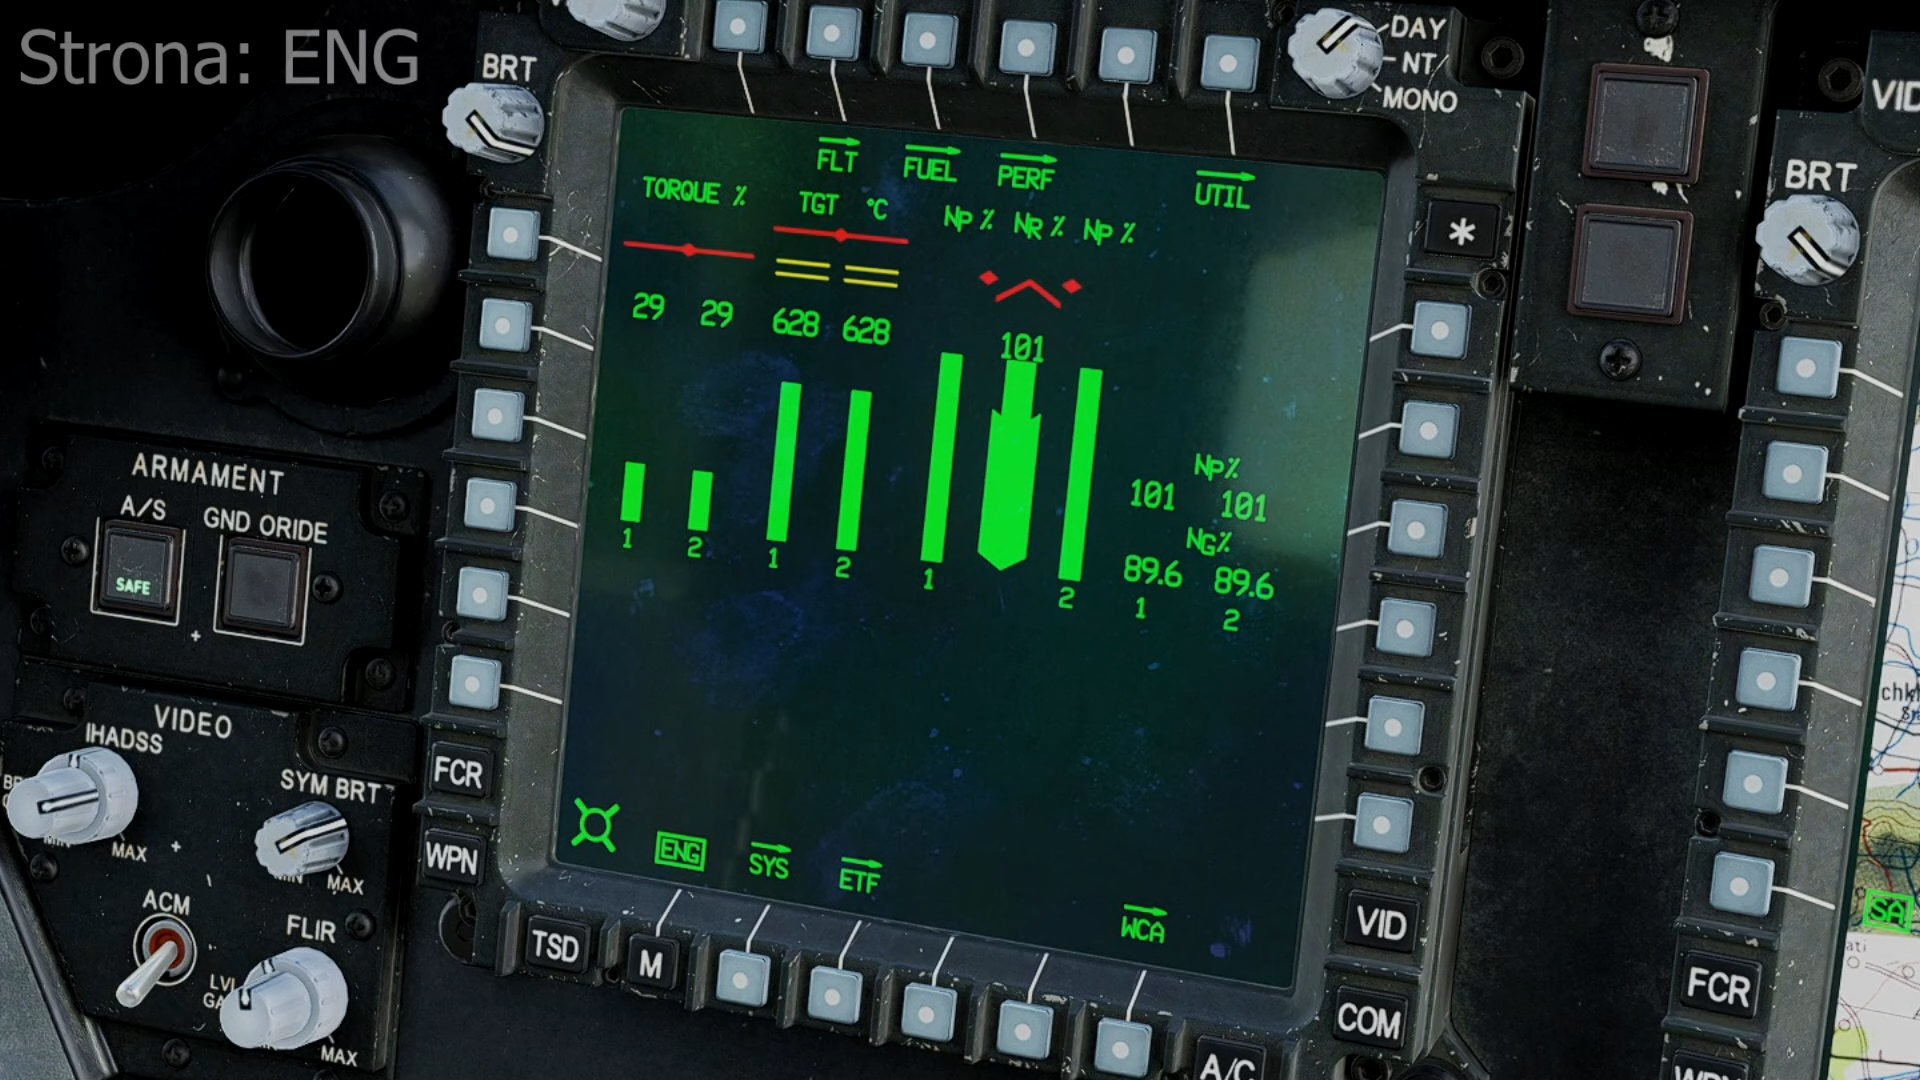 Strona: ENG
BRT
DAY
NT/
MONO
VID
BRT
FLT
FUEL
PERF
UTIL
TORQUE %
TGT °C
NP % NR % NP %
*
29 29 628 628
101
NP%
101 101
NG%
89.6 89.6
1 2 1 2 1 2 1 2
ARMAMENT
A/S
GND ORIDE
SAFE
VIDEO
IHADSS
SYM BRT
MAX
MIN
MAX
ACM
FLIR
MAX
FCR
WPN
TSD
M
ENG
SYS
ETF
WCA
VID
COM
A/C
SA
FCR